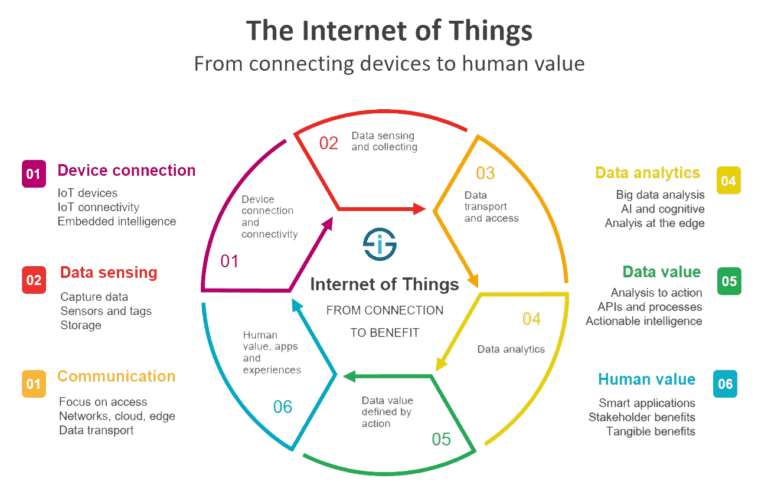 The Internet of Things
From connecting devices to human value
01
Device connection
IoT devices
IoT connectivity
Embedded intelligence
02
Data sensing
Capture data
Sensors and tags
Storage
01
Communication
Focus on access
Networks, cloud, edge
Data transport
01
Device
connection
and
connectivity
02
Data sensing
and collecting
03
Data
transport
and access
04
Data analytics
05
Data value
defined by
action
06
Human
value, apps
and
experiences
Internet of Things
FROM CONNECTION
TO BENEFIT
Data analytics
04
Big data analysis
AI and cognitive
Analyis at the edge
Data value
05
Analysis to action
APIs and processes
Actionable intelligence
Human value
06
Smart applications
Stakeholder benefits
Tangible benefits